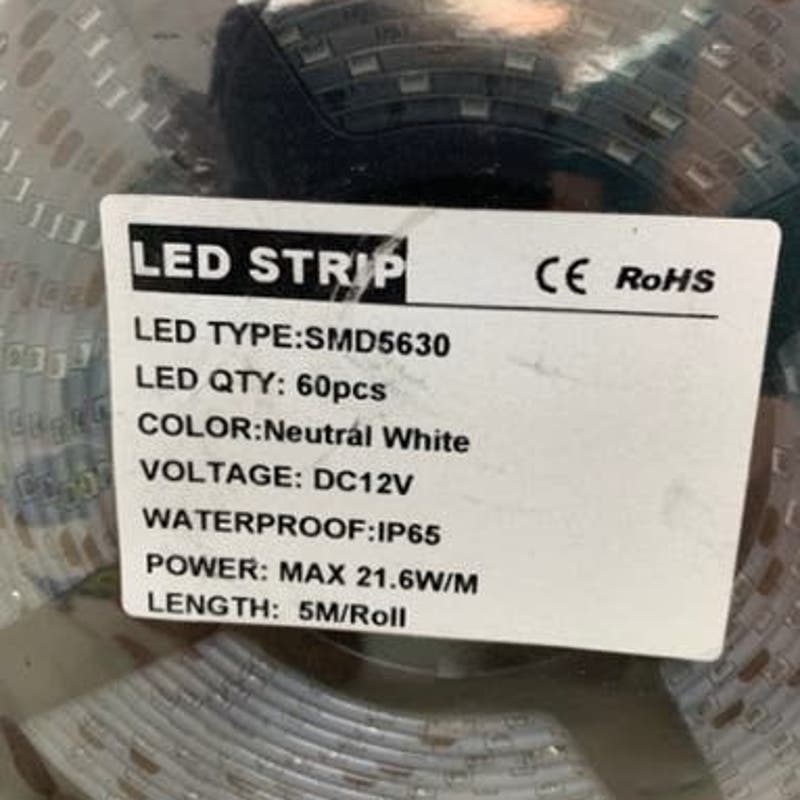 LED STRIP CE RoHS
LED TYPE:SMD5630
LED QTY: 60pcs
COLOR:Neutral White
VOLTAGE: DC12V
WATERPROOF:IP65
POWER: MAX 21.6W/M
LENGTH: 5M/Roll